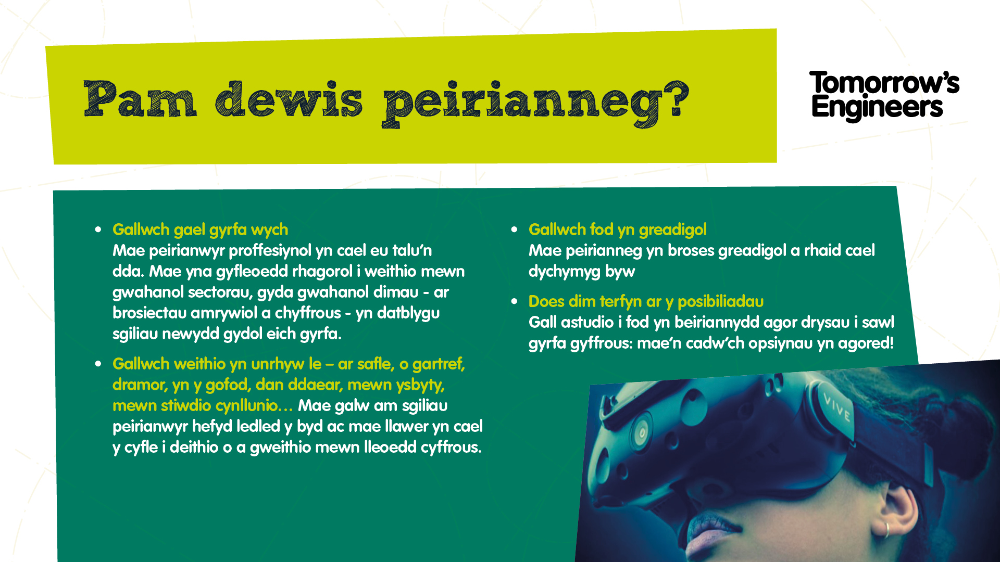 Pam dewis peirianneg?
Tomorrow's
Engineers
• Gallwch gael gyrfa wych
Mae peirianwyr proffesiynol yn cael eu talu’n
dda. Mae yna gyfleoedd rhagorol i weithio mewn
gwahanol sectorau, gyda gwahanol dimau - ar
brosiectau amrywiol a chyffrous - yn datblygu
sgiliau newydd gydol eich gyrfa.
• Gallwch weithio yn unrhyw le – ar safle, o gartref,
dramor, yn y gofod, dan ddaear, mewn ysbyty,
mewn stiwdio cynllunio… Mae galw am sgiliau
peirianwyr hefyd ledled y byd ac mae llawer yn cael
y cyfle i deithio o a gweithio mewn lleoedd cyffrous.
• Gallwch fod yn greadigol
Mae peirianneg yn broses greadigol a rhaid cael
dychymyg byw
• Does dim terfyn ar y posibiliadau
Gall astudio i fod yn beiriannydd agor drysau i sawl
gyrfa gyffrous: mae’n cadw’ch opsiynau yn agored!
VIVE